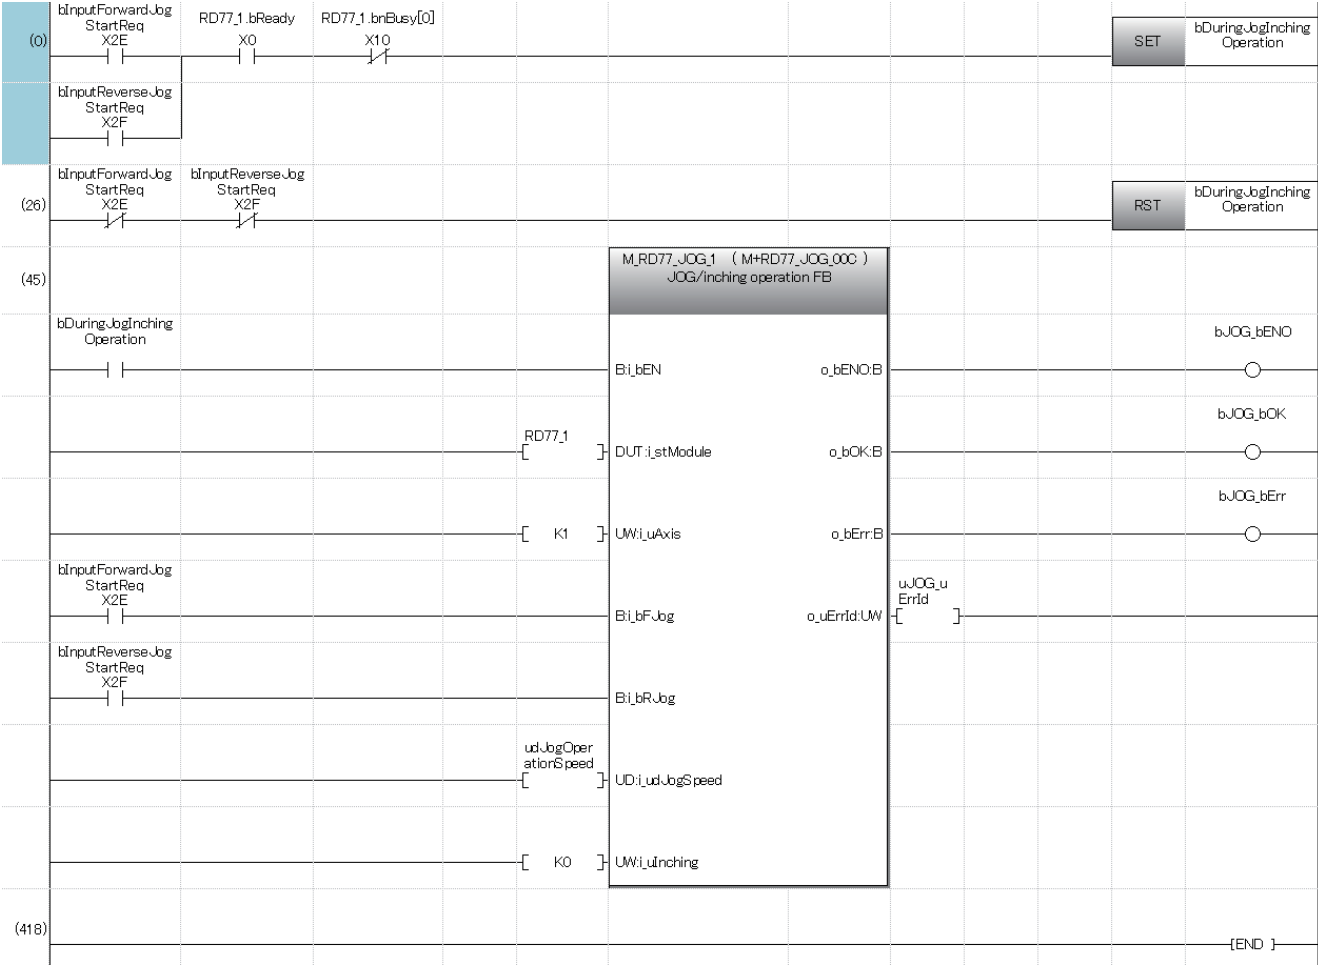 bInputForwardJog
StartReq
X2E
RD77_1.bReady
X0
RD77_1.bnBusy[0]
X10
(0)
SET
bDuringJogInching
Operation
bInputReverseJog
StartReq
X2F
bInputForwardJog
StartReq
X2E
bInputReverseJog
StartReq
X2F
(26)
RST
bDuringJogInching
Operation
(45)
M_RD77_JOG_1 ( M+RD77_JOG_00C )
JOG/inching operation FB
bDuringJogInching
Operation
B:i_bEN
o_bENO:B
bJOG_bENO
RD77_1
DUT:i_stModule
o_bOK:B
bJOG_bOK
K1
UW:i_uAxis
o_bErr:B
bJOG_bErr
bInputForwardJog
StartReq
X2E
B:i_bFJog
o_uErrId:UW
uJOG_u
ErrId
bInputReverseJog
StartReq
X2F
B:i_bRJog
udJogOper
ationSpeed
UD:i_udJogSpeed
K0
UW:i_uInching
(418)
[END ]